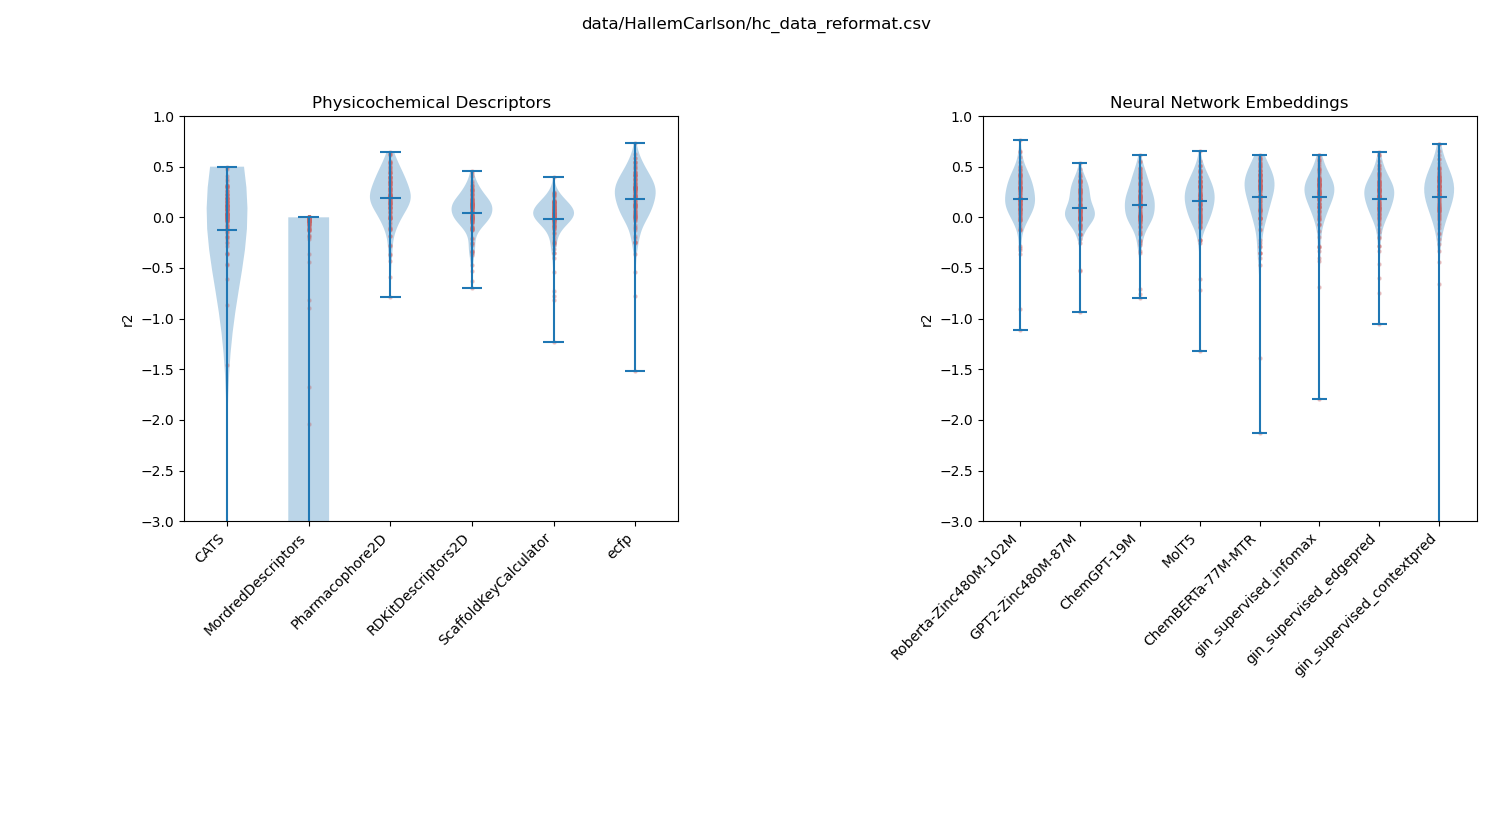 data/HallemCarlson/hc_data_reformat.csv
Physicochemical Descriptors
1.0
0.5
0.0
−0.5
−1.0
−1.5
−2.0
−2.5
−3.0
r2
CATS
MordredDescriptors
Pharmacophore2D
RDKitDescriptors2D
ScaffoldKeyCalculator
ecfp
Neural Network Embeddings
1.0
0.5
0.0
−0.5
−1.0
−1.5
−2.0
−2.5
−3.0
r2
Roberta-Zinc480M-102M
GPT2-Zinc480M-87M
ChemGPT-19M
MolT5
ChemBERTa-77M-MTR
gin_supervised_infomax
gin_supervised_edgepred
gin_supervised_contextpred